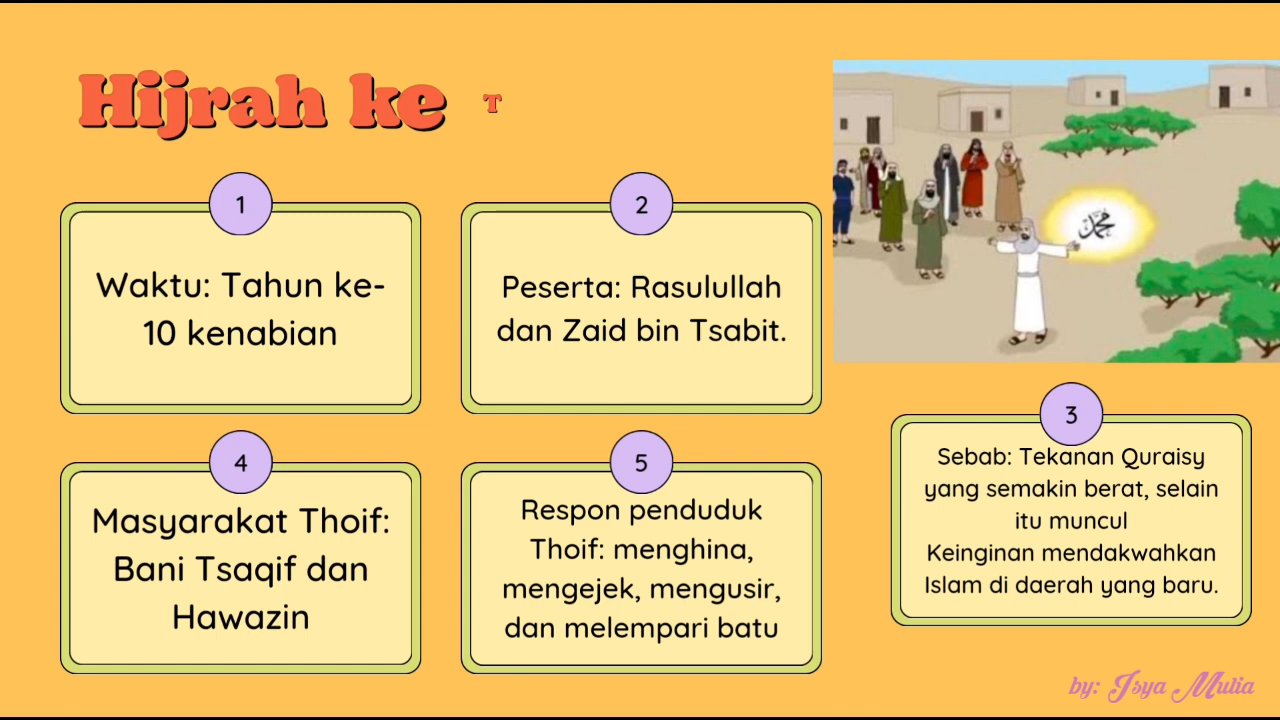 Hijrah ke T
1
Waktu: Tahun ke-
10 kenabian
2
Peserta: Rasulullah
dan Zaid bin Tsabit.
محمد
3
Sebab: Tekanan Quraisy
yang semakin berat, selain
itu muncul
Keinginan mendakwahkan
Islam di daerah yang baru.
4
Masyarakat Thoif:
Bani Tsaqif dan
Hawazin
5
Respon penduduk
Thoif: menghina,
mengejek, mengusir,
dan melempari batu
by: Isya Mulia